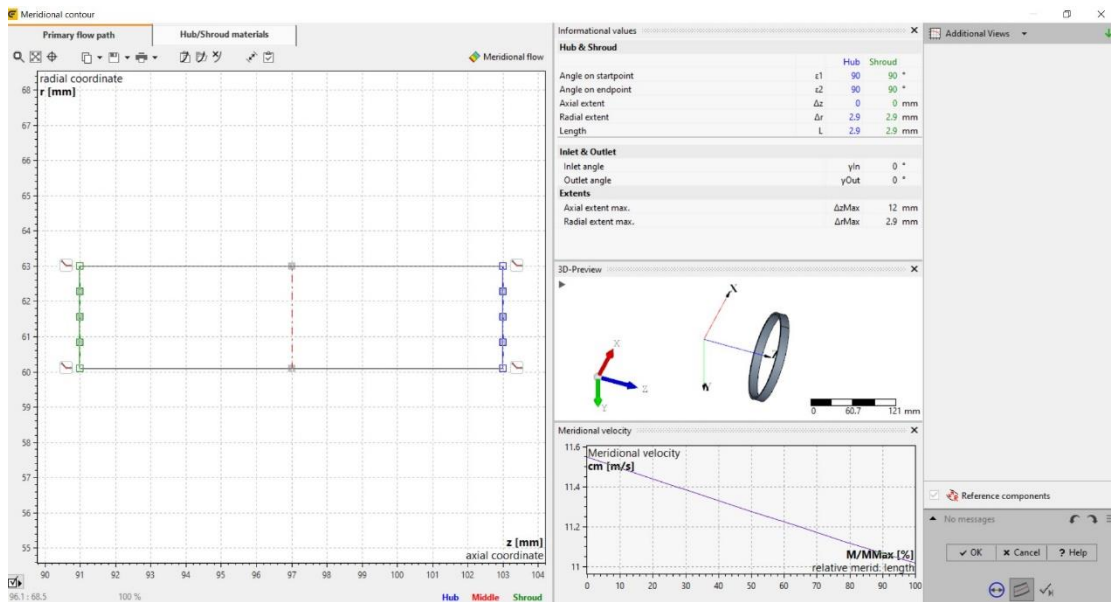 Meridional contour
Primary flow path
Hub/Shroud materials
Meridional flow
radial coordinate
r [mm]
68
67
66
65
64
63
62
61
60
59
58
57
56
55
z [mm]
axial coordinate
90 91 92 93 94 95 96 97 98 99 100 101 102 103 104
96.1 : 68.5 100 % Hub Middle Shroud
Informational values
Hub & Shroud
Hub Shroud
Angle on startpoint ε1 90 90 °
Angle on endpoint ε2 90 90 °
Axial extent Δz 0 0 mm
Radial extent Δr 2.9 2.9 mm
Length L 2.9 2.9 mm
Inlet & Outlet
Inlet angle γIn 0 °
Outlet angle γOut 0 °
Extents
Axial extent max. ΔzMax 12 mm
Radial extent max. ΔrMax 2.9 mm
3D-Preview
X
X
Z
Y
0 60.7 121 mm
Meridional velocity
Meridional velocity
cm [m/s]
11.6
11.4
11.2
11
M/MMax [%]
relative merid. length
0 10 20 30 40 50 60 70 80 90 100
Additional Views
Reference components
No messages
OK
Cancel
? Help